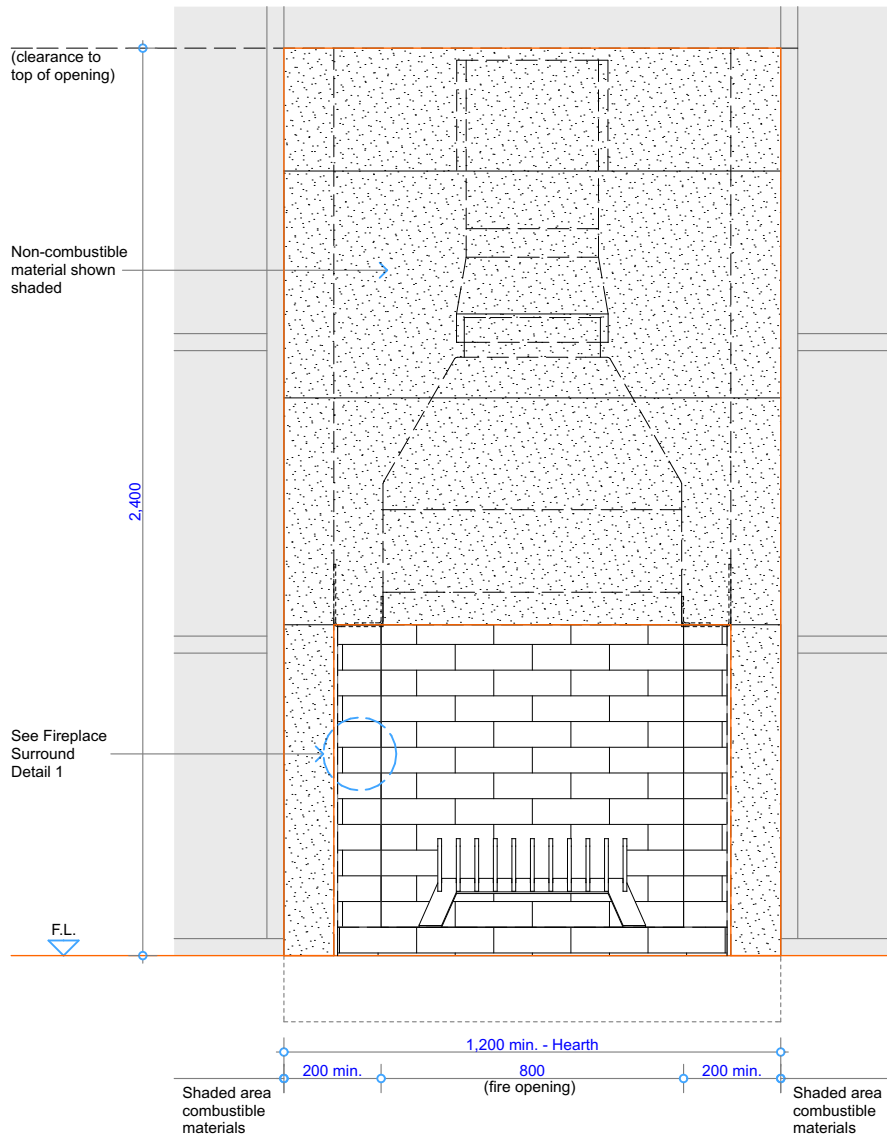 (clearance to
top of opening)
Non-combustible
material shown
shaded
2,400
See Fireplace
Surround
Detail 1
F.L.
1,200 min. - Hearth
200 min.
800
200 min.
(fire opening)
Shaded area
combustible
materials
Shaded area
combustible
materials